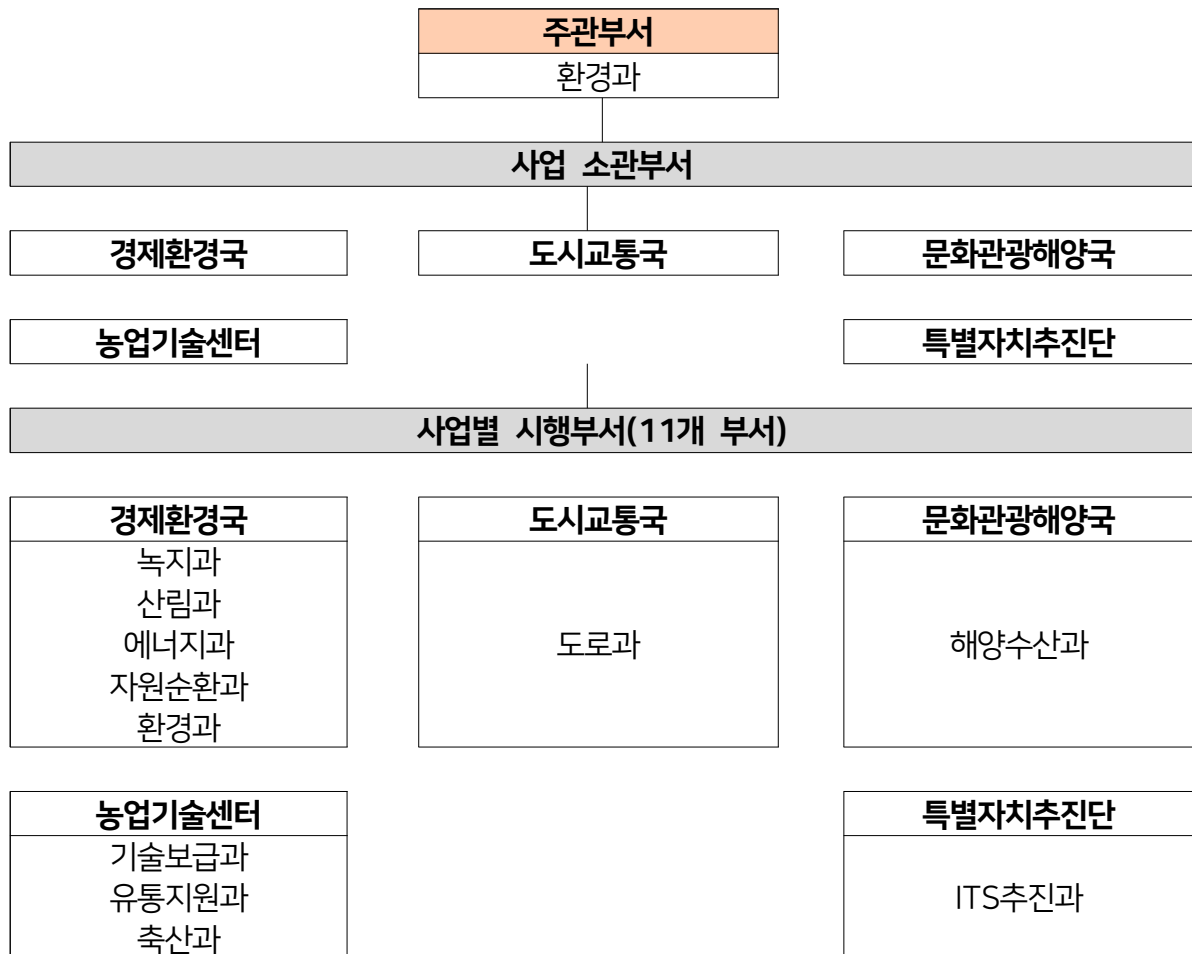 주관부서
환경과
사업 소관부서
경제환경국
도시교통국
문화관광해양국
농업기술센터
특별자치추진단
사업별 시행부서(11개 부서)
경제환경국
녹지과
산림과
에너지과
자원순환과
환경과
도시교통국
도로과
문화관광해양국
해양수산과
농업기술센터
기술보급과
유통지원과
축산과
특별자치추진단
ITS추진과